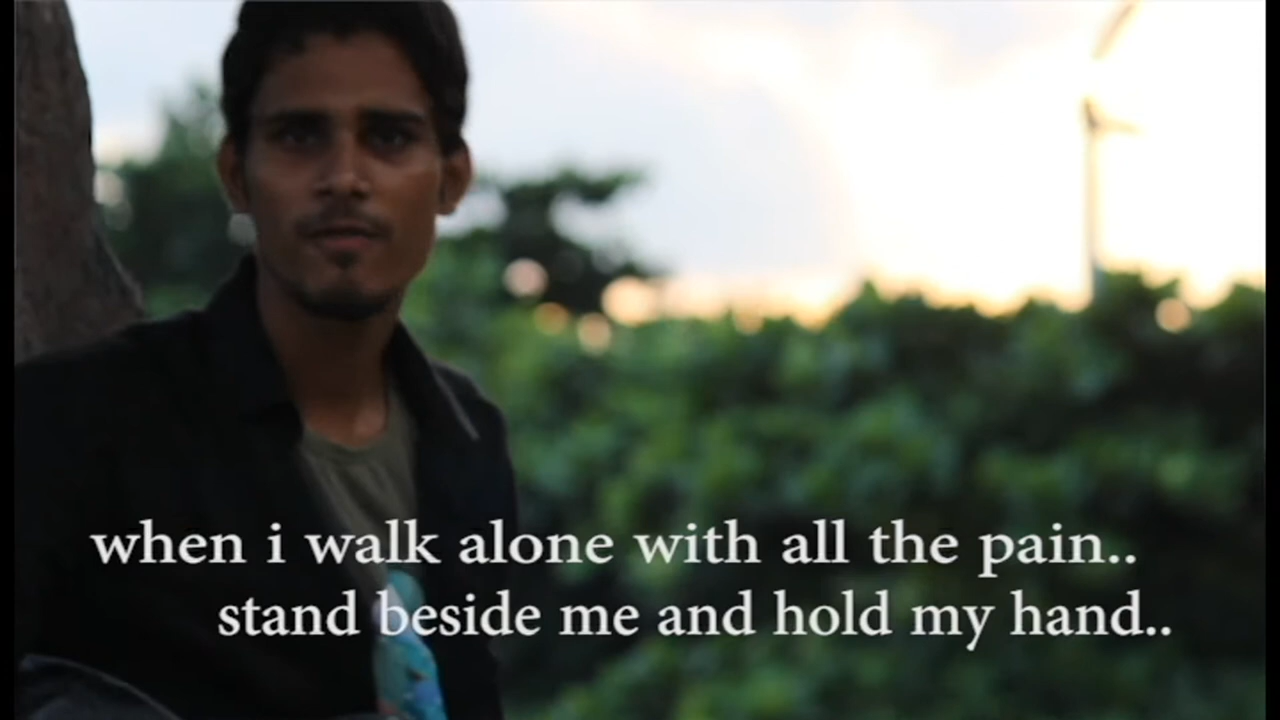 when i walk alone with all the pain..
stand beside me and hold my hand..